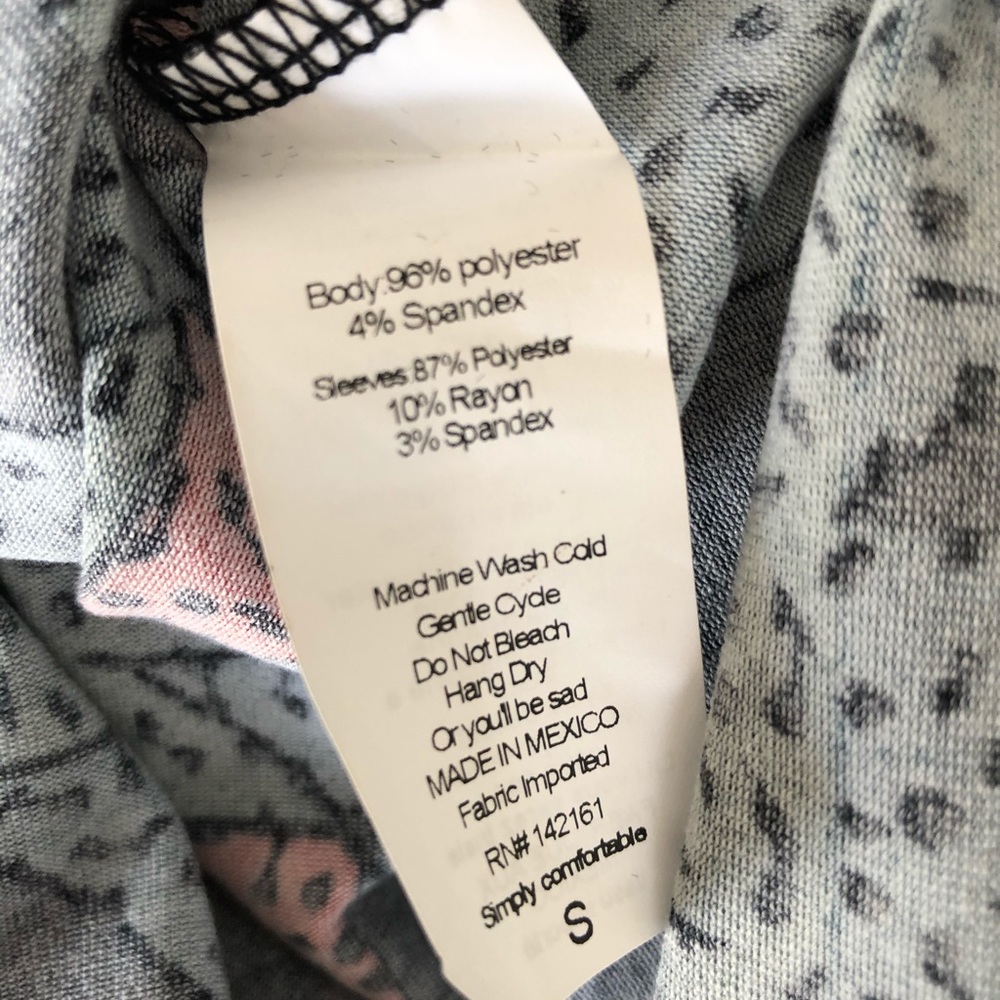 Body:96% polyester
4% Spandex
Sleeves:87% Polyester
10% Rayon
3% Spandex
Machine Wash Cold
Gentle Cycle
Do Not Bleach
Hang Dry
Or you'll be sad
MADE IN MEXICO
Fabric Imported
RN# 142161
Simply comfortable
S